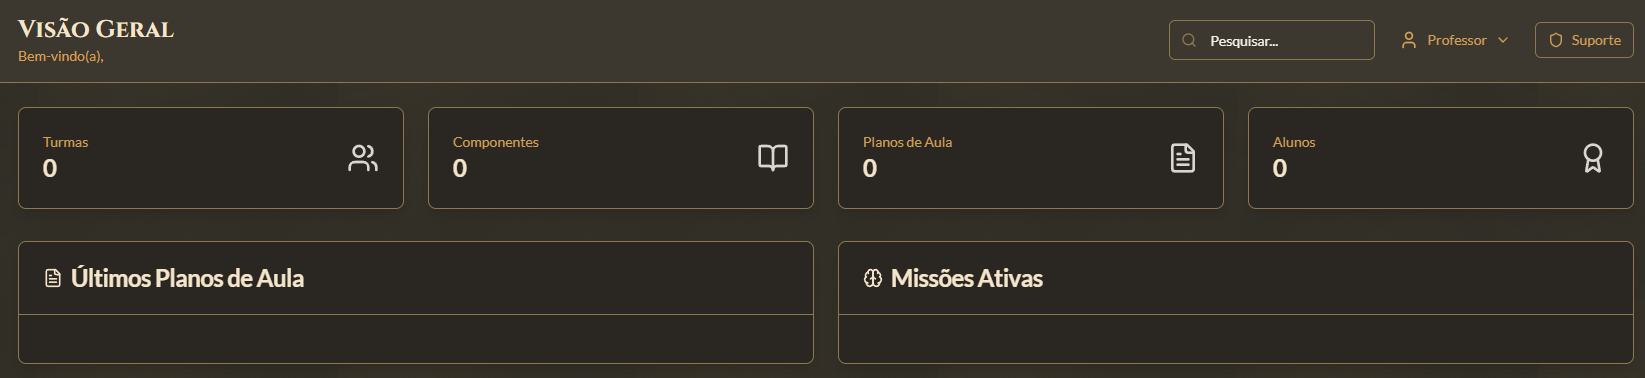 Visão Geral
Bem-vindo(a),
Pesquisar...
Professor
Suporte
Turmas
0
Componentes
0
Planos de Aula
0
Alunos
0
Últimos Planos de Aula
Missões Ativas